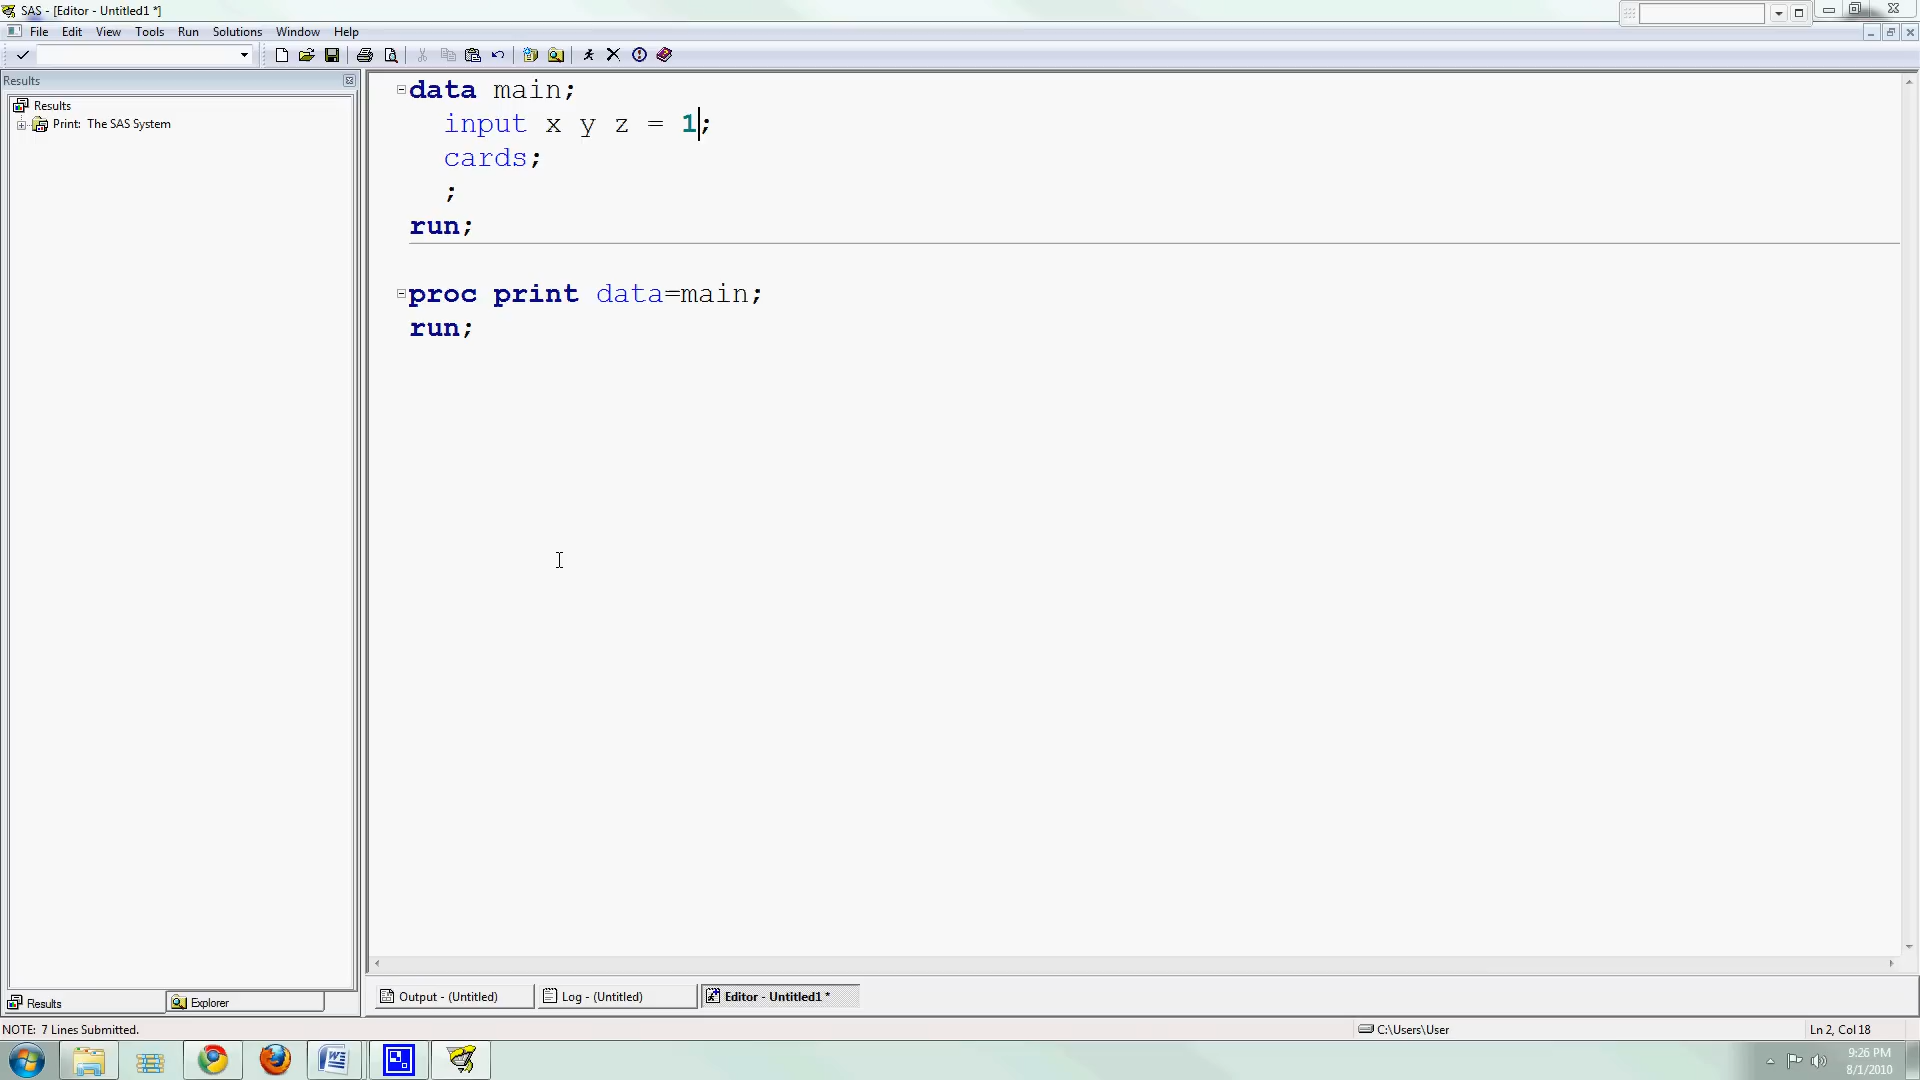 SAS - [Editor - Untitled1 *]
File Edit View Tools Run Solutions Window Help
Results
Results
Print: The SAS System
data main;
input x y z = 1;
cards;
;
run;
proc print data=main;
run;
Output - (Untitled) Log - (Untitled) Editor - Untitled1 *
Results Explorer
NOTE: 7 Lines Submitted. C:\Users\User Ln 2, Col 18
9:26 PM
8/1/2010